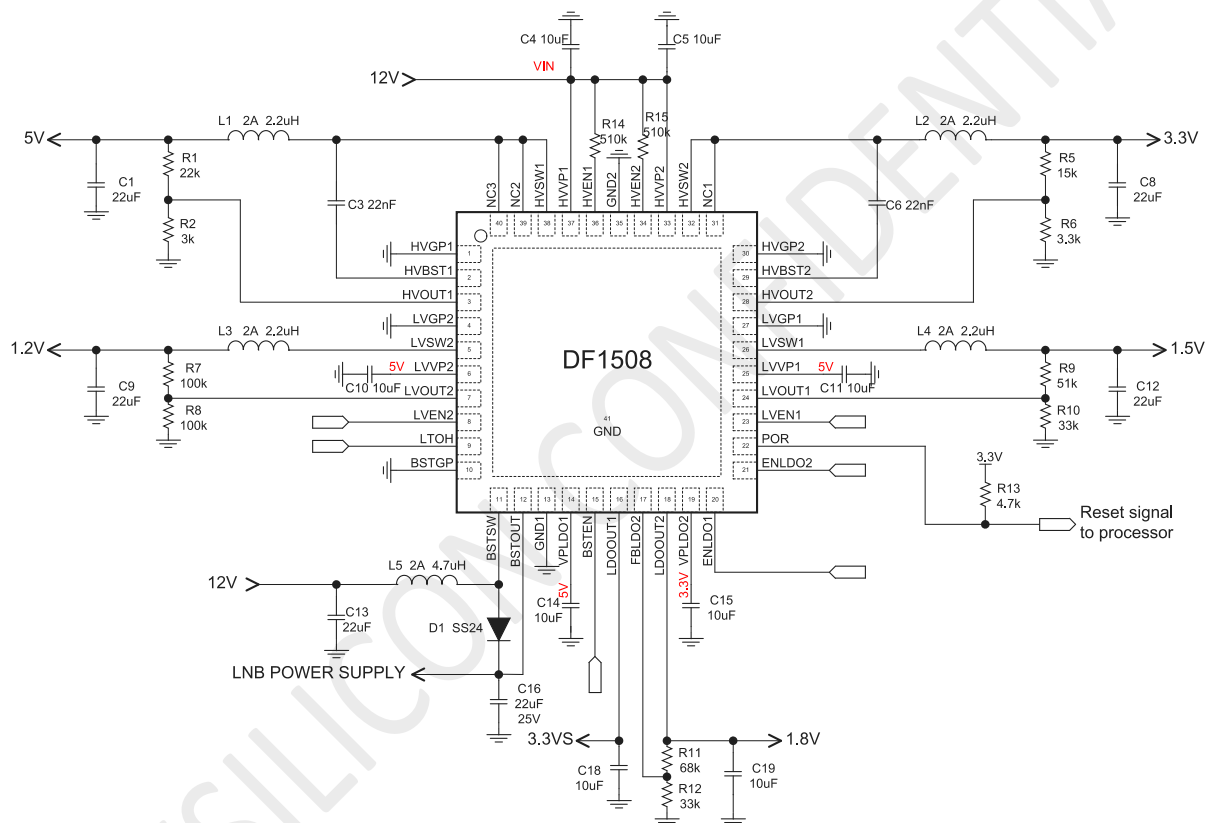 C4 10uF
C5 10uF
VIN
12V
L1 2A 2.2uH
R14
510k
R15
510k
L2 2A 2.2uH
5V
3.3V
R1
22k
C1
22uF
R2
3k
C3 22nF
NC3
NC2
HVSW1
HVVP1
HVEN1
GND2
HVEN2
HVVP2
HVSW2
NC1
C6 22nF
R5
15k
C8
22uF
R6
3.3k
40
39
38
37
36
35
34
33
32
31
HVGP1
1
30
HVGP2
HVBST1
2
29
HVBST2
HVOUT1
3
28
HVOUT2
LVGP2
4
27
LVGP1
L3 2A 2.2uH
L4 2A 2.2uH
1.2V
LVSW2
5
26
LVSW1
1.5V
DF1508
R7
100k
5V
LVVP2
6
25
LVVP1
5V
R9
51k
C9
22uF
C10 10uF
C11 10uF
C12
22uF
LVOUT2
7
24
LVOUT1
R8
100k
R10
33k
LVEN2
8
41
GND
23
LVEN1
LTOH
9
22
POR
BSTGP
10
21
ENLDO2
3.3V
R13
4.7k
Reset signal
to processor
11
12
13
14
15
16
17
18
19
20
BSTSW
BSTOUT
GND1
VPLDO1
BSTEN
LDOOUT1
FBLDO2
LDOOUT2
VPLDO2
ENLDO1
L5 2A 4.7uH
12V
5V
3.3V
C13
22uF
C14
10uF
C15
10uF
D1 SS24
LNB POWER SUPPLY
C16
22uF
25V
3.3VS
1.8V
R11
68k
C18
10uF
C19
10uF
R12
33k
SILICON CONFIDENTIA